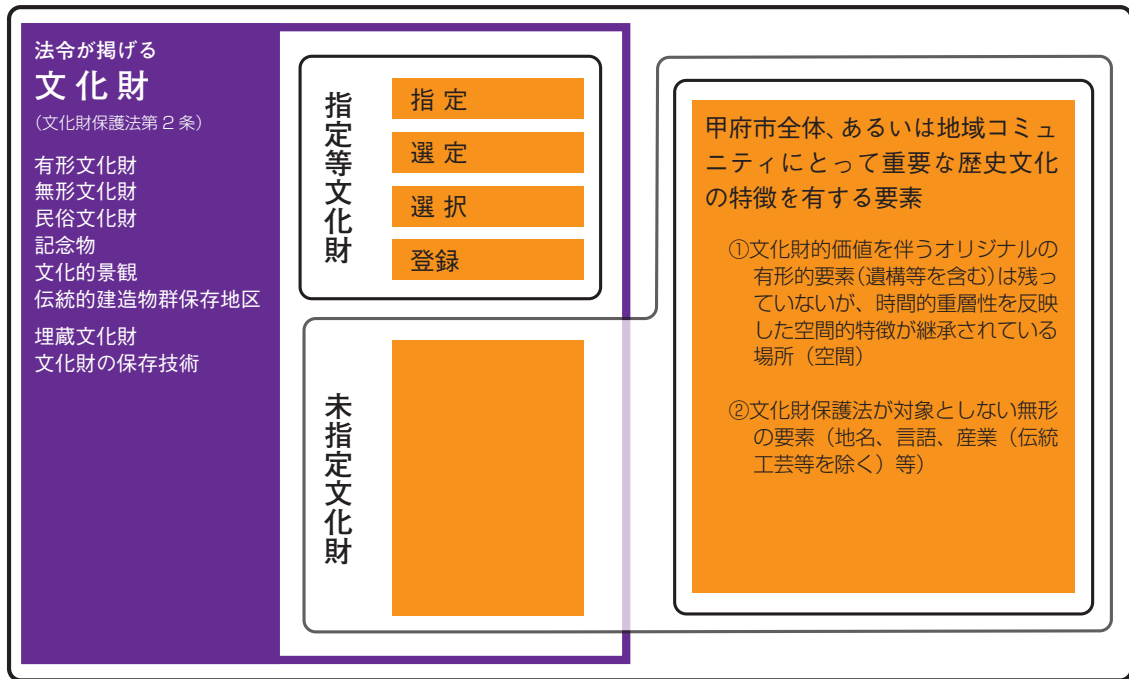 法令が掲げる
文化財
(文化財保護法第2条)
有形文化財
無形文化財
民俗文化財
記念物
文化的景観
伝統的建造物群保存地区
埋蔵文化財
文化財の保存技術
指定等文化財
指定
選定
選択
登録
未指定文化財
甲府市全体、あるいは地域コミュ
ニティにとって重要な歴史文化
の特徴を有する要素
①文化財的価値を伴うオリジナルの
有形的要素(遺構等を含む)は残っ
ていないが、時間的重層性を反映
した空間的特徴が継承されている
場所（空間）
②文化財保護法が対象としない無形
の要素（地名、言語、産業（伝統
工芸等を除く）等）